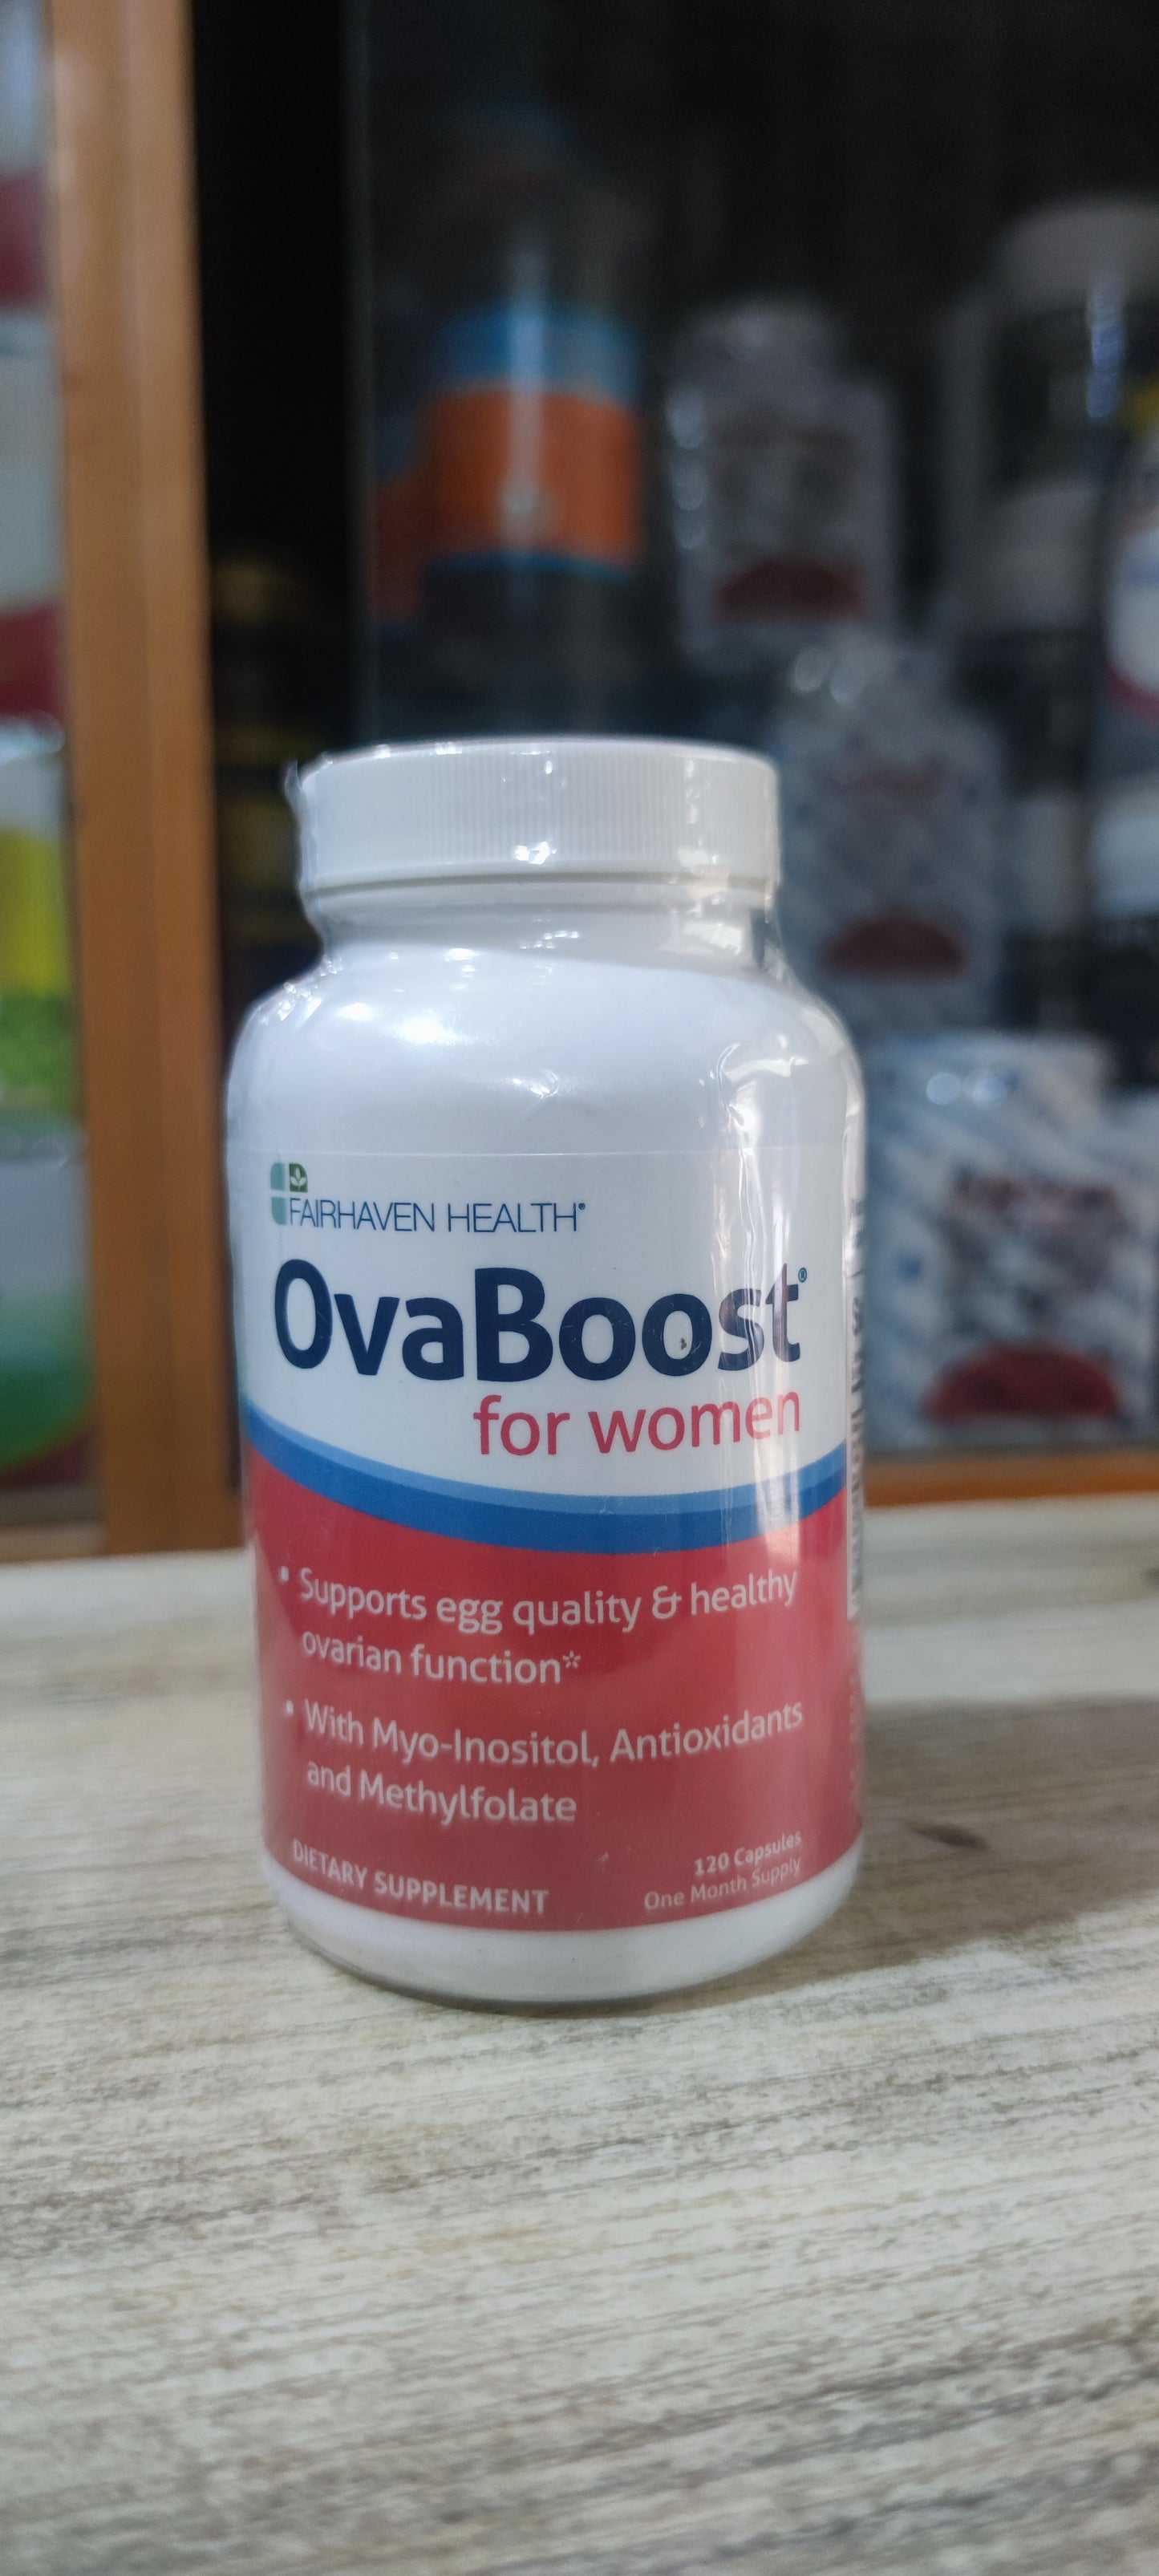 FAIRHAVEN HEALTH®
OvaBoost®
for women
• Supports egg quality & healthy
ovarian function*
• With Myo-Inositol, Antioxidants
and Methylfolate
DIETARY SUPPLEMENT
120 Capsules
One Month Supply